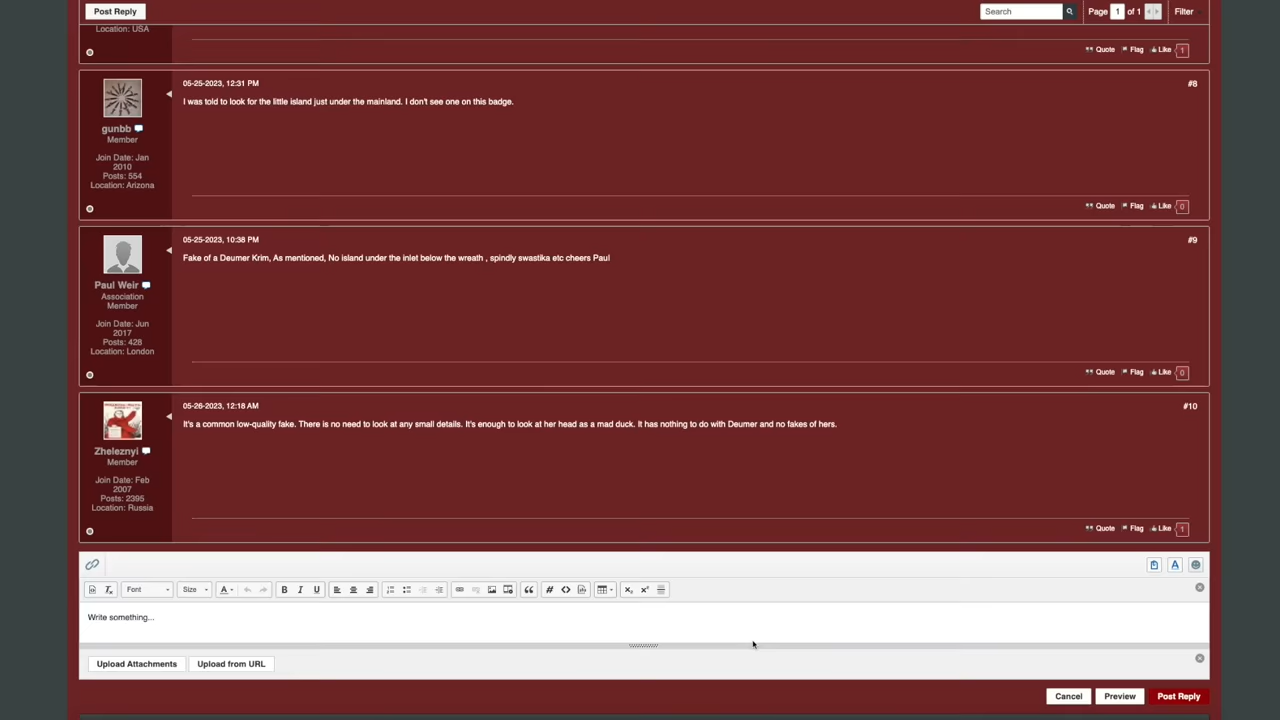 Post Reply
Search
Page 1 of 1
Filter
Location: USA
Quote Flag Like 1
05-25-2023, 12:31 PM
#8
I was told to look for the little island just under the mainland. I don't see one on this badge.
gunbb
Member
Join Date: Jan
2010
Posts: 554
Location: Arizona
Quote Flag Like 0
05-25-2023, 10:38 PM
#9
Fake of a Deumer Krim, As mentioned, No island under the inlet below the wreath , spindly swastika etc cheers Paul
Paul Weir
Association
Member
Join Date: Jun
2017
Posts: 428
Location: London
Quote Flag Like 0
05-26-2023, 12:18 AM
#10
It's a common low-quality fake. There is no need to look at any small details. It's enough to look at her head as a mad duck. It has nothing to do with Deumer and no fakes of hers.
Zheleznyi
Member
Join Date: Feb
2007
Posts: 2395
Location: Russia
Quote Flag Like 1
Font Size A B I U
Write something...
Upload Attachments Upload from URL
Cancel Preview Post Reply